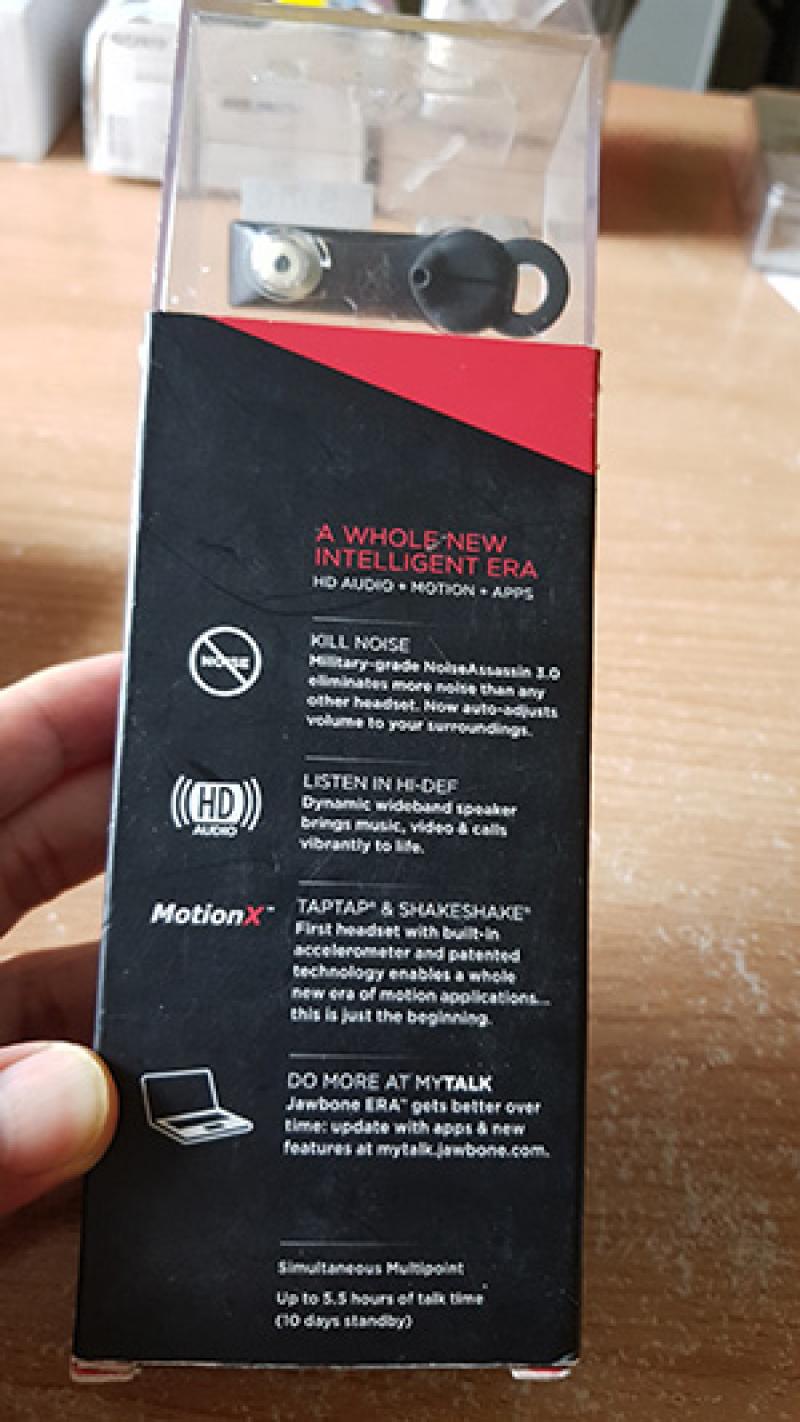 A WHOLE NEW
INTELLIGENT ERA
HD AUDIO + MOTION + APPS
NOISE
KILL NOISE
Military-grade NoiseAssassin 3.0
eliminates more noise than any
other headset. Now auto-adjusts
volume to your surroundings.
HD
AUDIO
LISTEN IN HI-DEF
Dynamic wideband speaker
brings music, video & calls
vibrantly to life.
MotionX™
TAPTAP® & SHAKESHAKE®
First headset with built-in
accelerometer and patented
technology enables a whole
new era of motion applications...
this is just the beginning.
DO MORE AT MYTALK
Jawbone ERA™ gets better over
time: update with apps & new
features at mytalk.jawbone.com.
Simultaneous Multipoint
Up to 5.5 hours of talk time
(10 days standby)